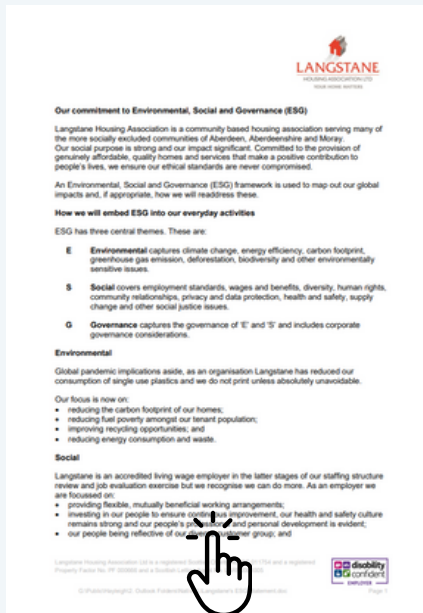 LANGSTANE
HOUSING ASSOCIATION LTD
YOUR HOME MATTERS
Our commitment to Environmental, Social and Governance (ESG)
Langstane Housing Association is a community based housing association serving many of
the more socially excluded communities of Aberdeen, Aberdeenshire and Moray.
Our social purpose is strong and our impact significant. Committed to the provision of
genuinely affordable, quality homes and services that make a positive contribution to
people's lives, we ensure our ethical standards are never compromised.
An Environmental, Social and Governance (ESG) framework is used to map out our global
impacts and, if appropriate, how we will readdress these.
How we will embed ESG into our everyday activities
ESG has three central themes. These are:
E Environmental captures climate change, energy efficiency, carbon footprint,
greenhouse gas emission, deforestation, biodiversity and other environmentally
sensitive issues.
S Social covers employment standards, wages and benefits, diversity, human rights,
community relationships, privacy and data protection, health and safety, supply
change and other social justice issues.
G Governance captures the governance of 'E' and 'S' and includes corporate
governance considerations.
Environmental
Global pandemic implications aside, as an organisation Langstane has reduced our
consumption of single use plastics and we do not print unless absolutely unavoidable.
Our focus is now on:
• reducing the carbon footprint of our homes;
• reducing fuel poverty amongst our tenant population;
• improving recycling opportunities; and
• reducing energy consumption and waste.
Social
Langstane is an accredited living wage employer in the latter stages of our staffing structure
review and job evaluation exercise but we recognise we can do more. As an employer we
are focussed on:
• providing flexible, mutually beneficial working arrangements;
• investing in our people to ensure continuous improvement, our health and safety culture
remains strong and our people's and personal development is evident;
• our people being reflective of our customer group; and
Langstane Housing Association Ltd is a registered and a registered
Property Factor No. and a Scottish
disability
confident
EMPLOYER
Page 1